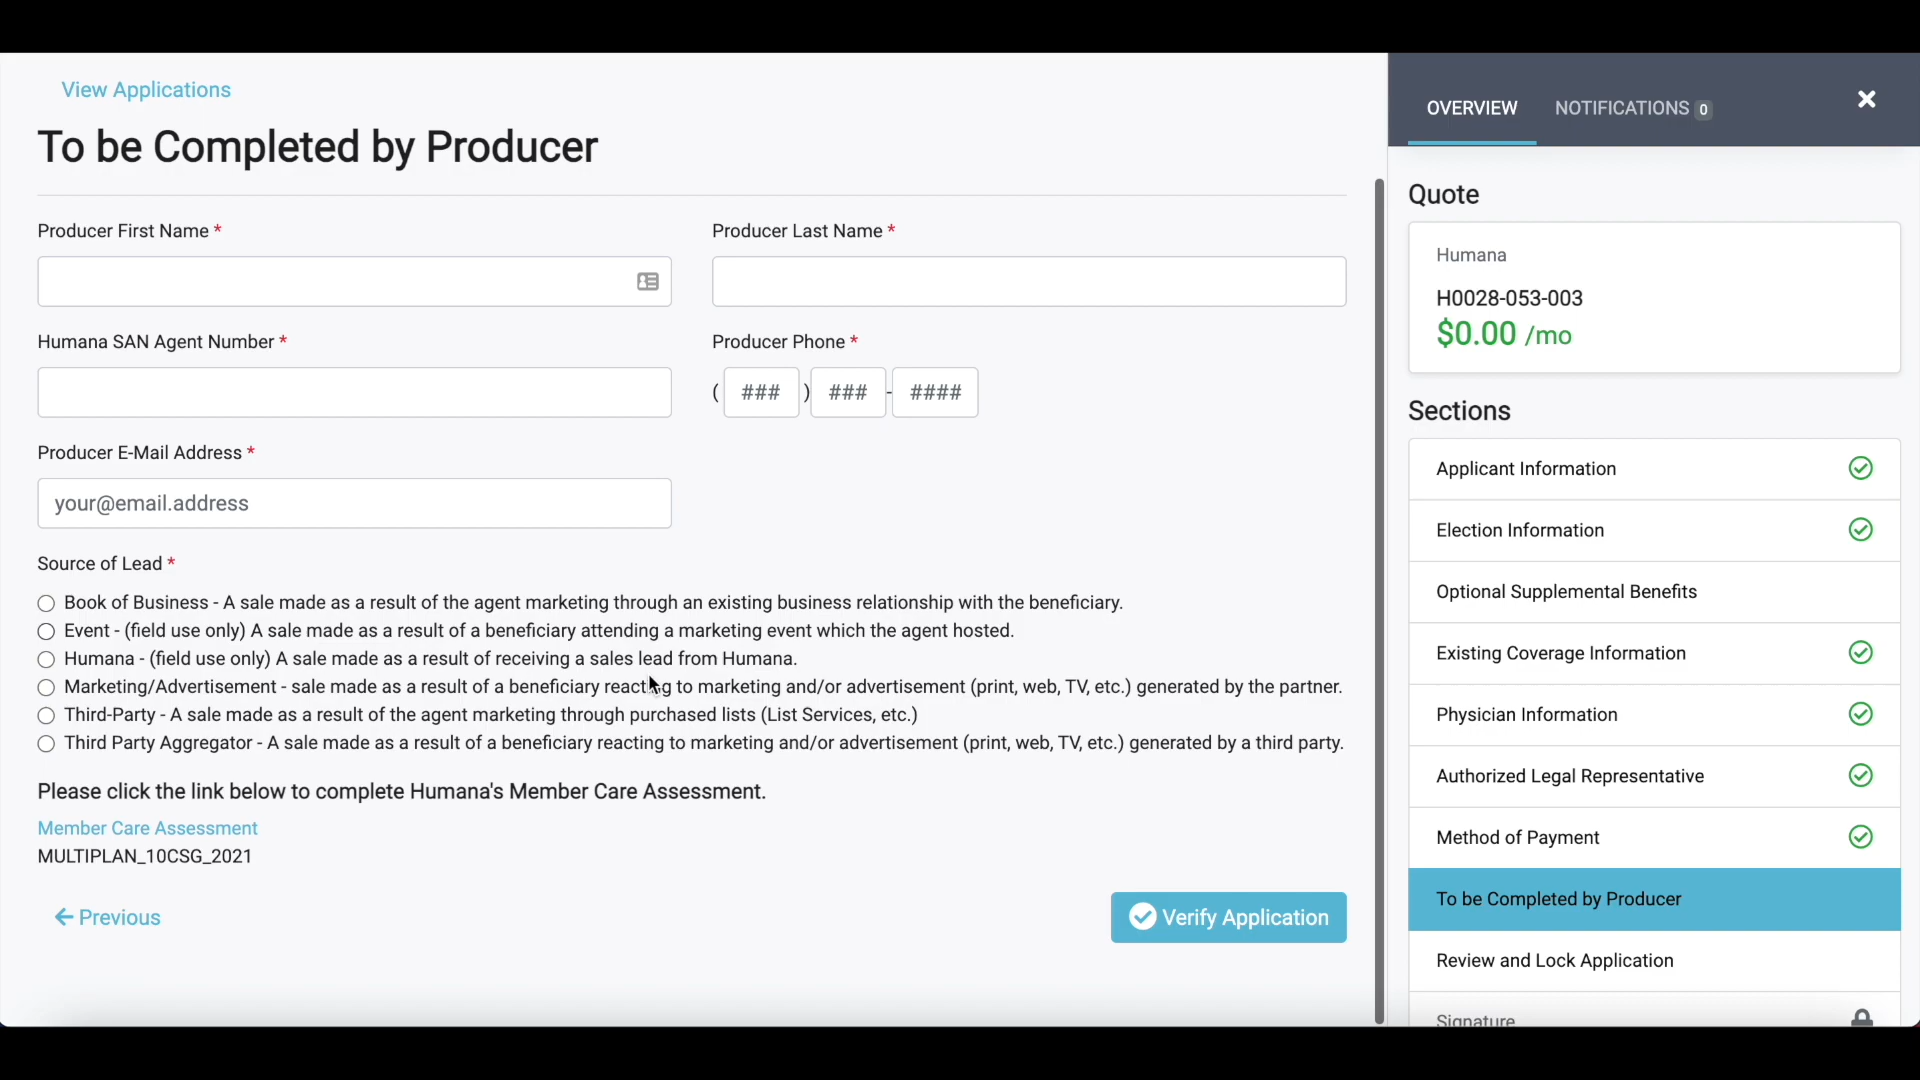 View Applications
To be Completed by Producer
Producer First Name *
Producer Last Name *
Humana SAN Agent Number *
Producer Phone *
( ### ) ### - ####
Producer E-Mail Address *
your@email.address
Source of Lead *
Book of Business - A sale made as a result of the agent marketing through an existing business relationship with the beneficiary.
Event - (field use only) A sale made as a result of a beneficiary attending a marketing event which the agent hosted.
Humana - (field use only) A sale made as a result of receiving a sales lead from Humana.
Marketing/Advertisement - sale made as a result of a beneficiary reacting to marketing and/or advertisement (print, web, TV, etc.) generated by the partner.
Third-Party - A sale made as a result of the agent marketing through purchased lists (List Services, etc.)
Third Party Aggregator - A sale made as a result of a beneficiary reacting to marketing and/or advertisement (print, web, TV, etc.) generated by a third party.
Please click the link below to complete Humana's Member Care Assessment.
Member Care Assessment
MULTIPLAN_10CSG_2021
Previous
Verify Application
OVERVIEW
NOTIFICATIONS 0
Quote
Humana
H0028-053-003
$0.00 /mo
Sections
Applicant Information
Election Information
Optional Supplemental Benefits
Existing Coverage Information
Physician Information
Authorized Legal Representative
Method of Payment
To be Completed by Producer
Review and Lock Application
Signature